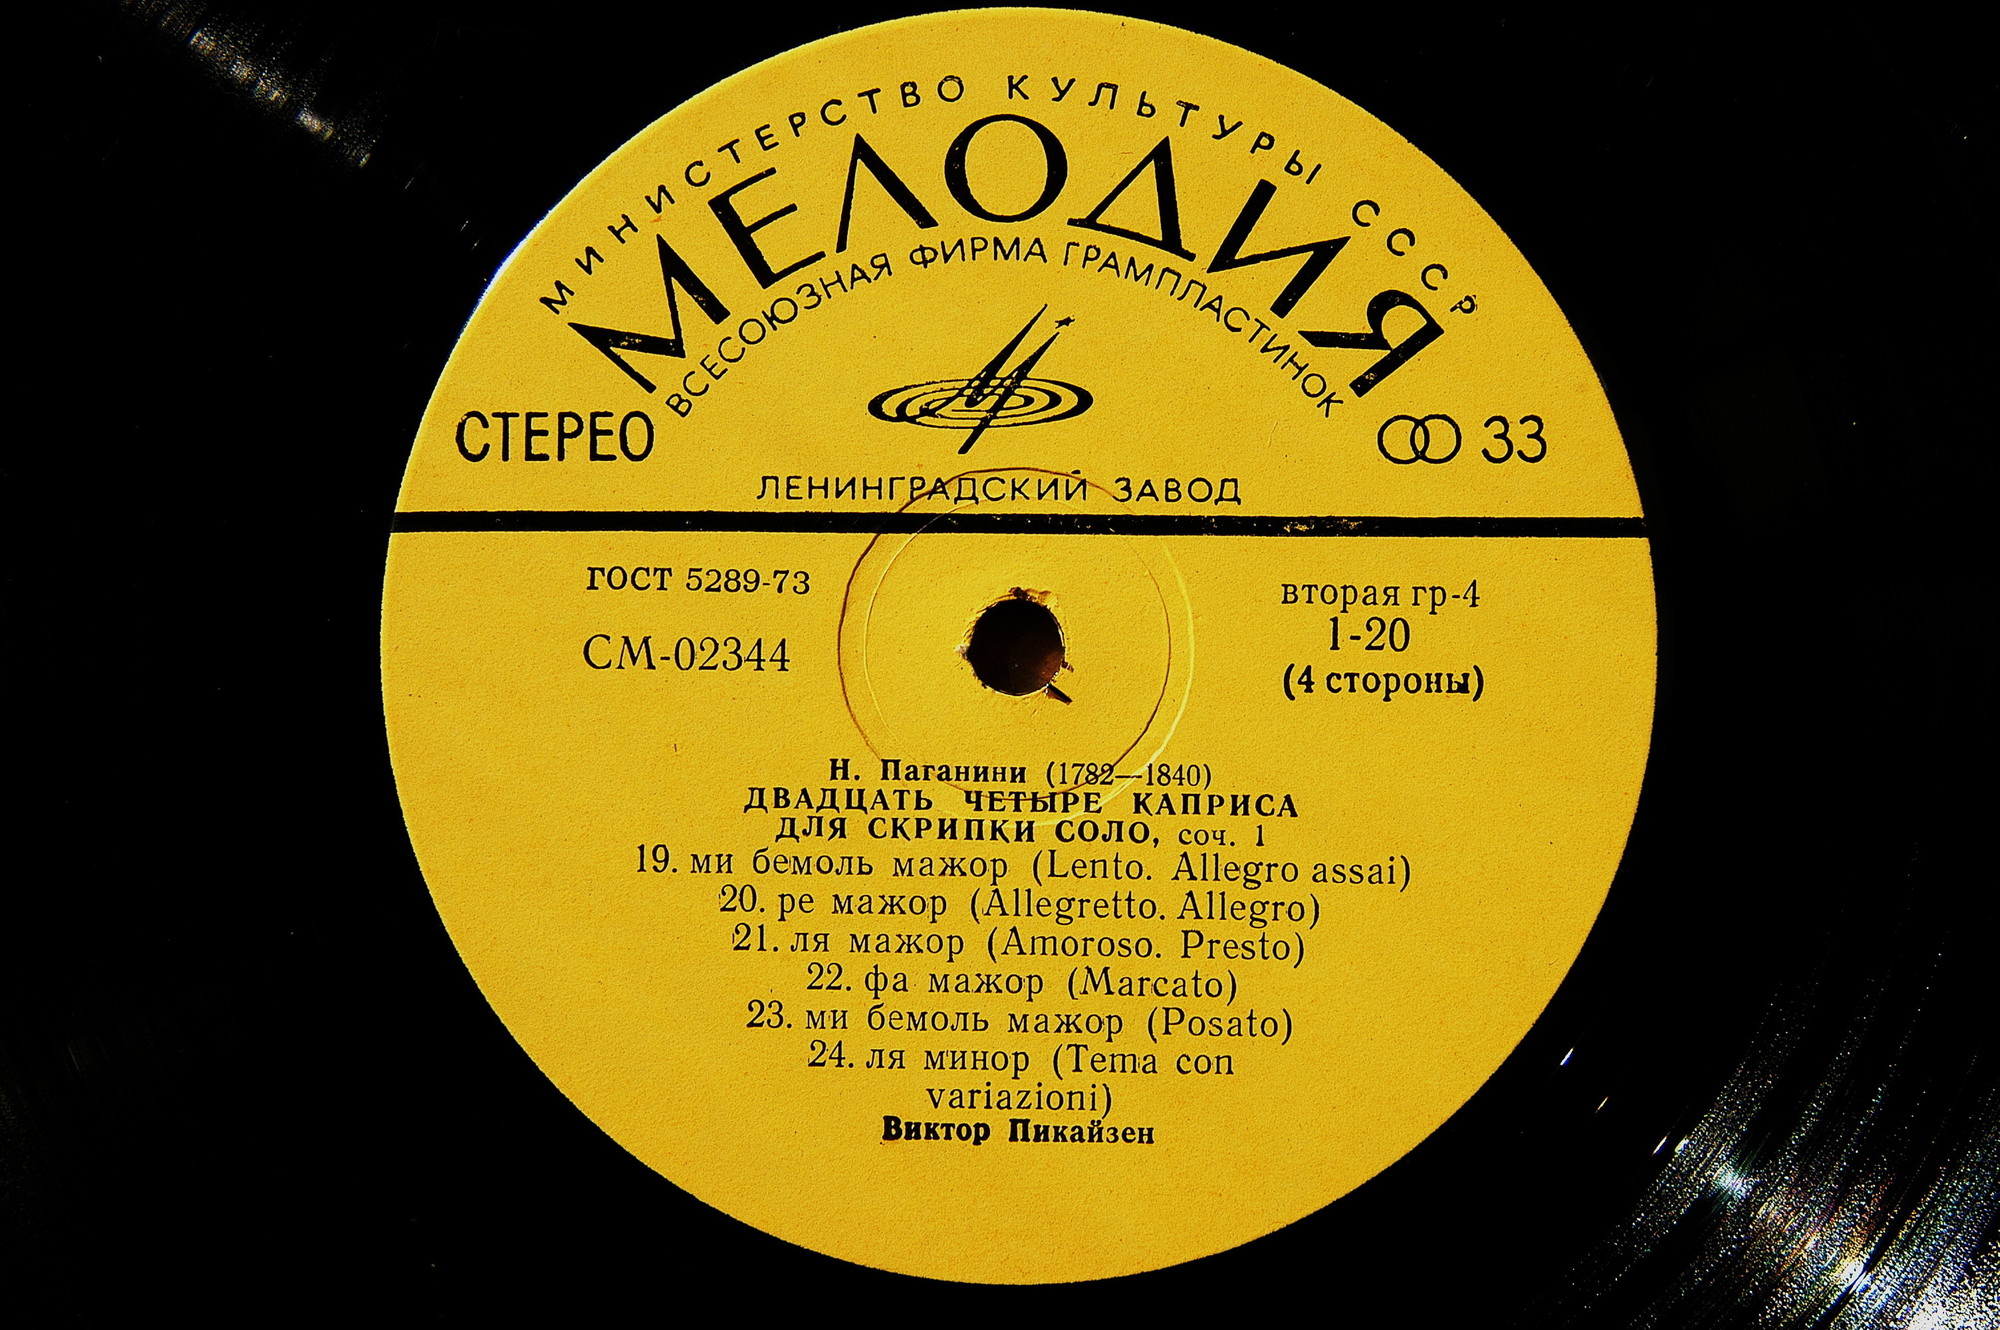 МИНИСТЕРСТВО КУЛЬТУРЫ СССР
МЕЛОДИЯ
ВСЕСОЮЗНАЯ ФИРМА ГРАМПЛАСТИНОК
СТЕРЕО
33
ЛЕНИНГРАДСКИЙ ЗАВОД
ГОСТ 5289-73
СМ-02344
вторая гр-4
1-20
(4 стороны)
Н. Паганини (1782—1840)
ДВАДЦАТЬ ЧЕТЫРЕ КАПРИСА
ДЛЯ СКРИПКИ СОЛО, соч. 1
19. ми бемоль мажор (Lento. Allegro assai)
20. ре мажор (Allegretto. Allegro)
21. ля мажор (Amoroso. Presto)
22. фа мажор (Marcato)
23. ми бемоль мажор (Posato)
24. ля минор (Tema con
variazioni)
Виктор Пикайзен